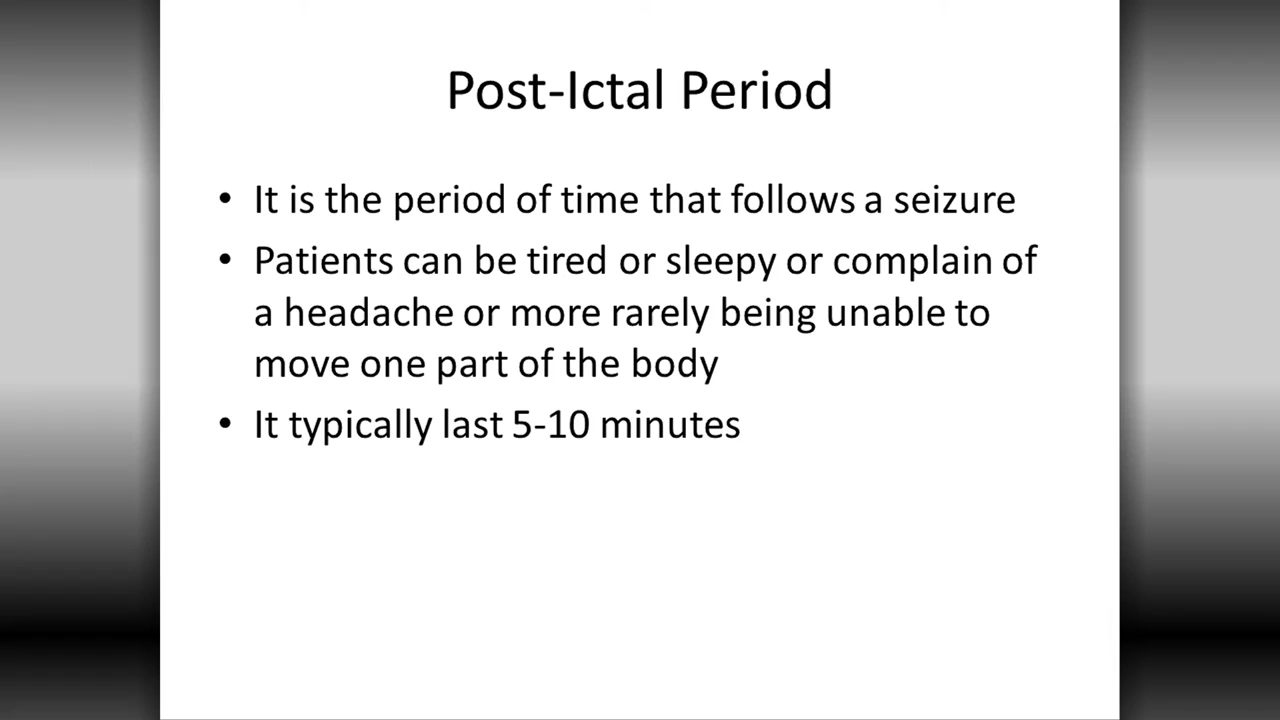 Post-Ictal Period
• It is the period of time that follows a seizure
• Patients can be tired or sleepy or complain of
a headache or more rarely being unable to
move one part of the body
• It typically last 5-10 minutes